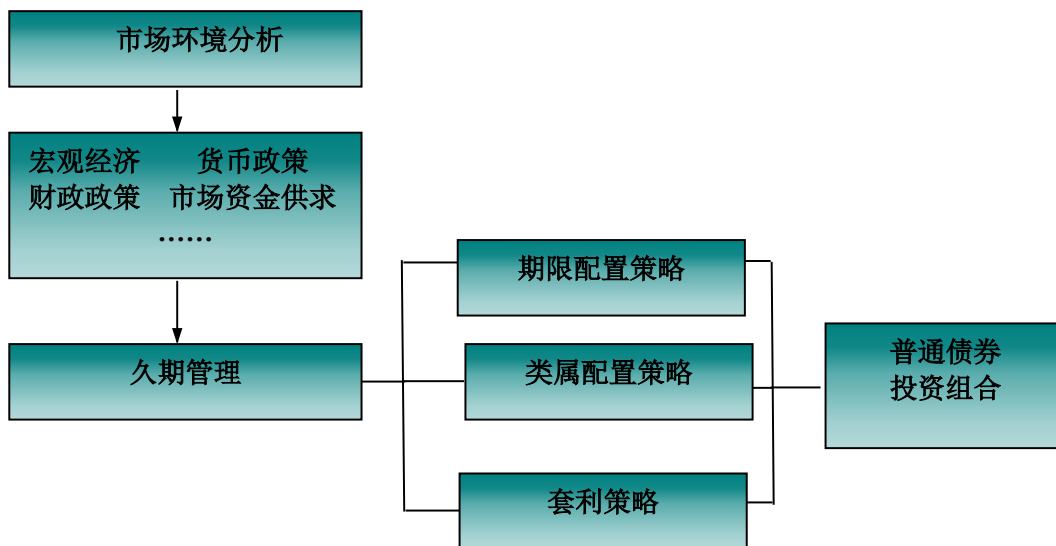 市场环境分析
宏观经济 货币政策
财政政策 市场资金供求
……
期限配置策略
久期管理
类属配置策略
普通债券
投资组合
套利策略